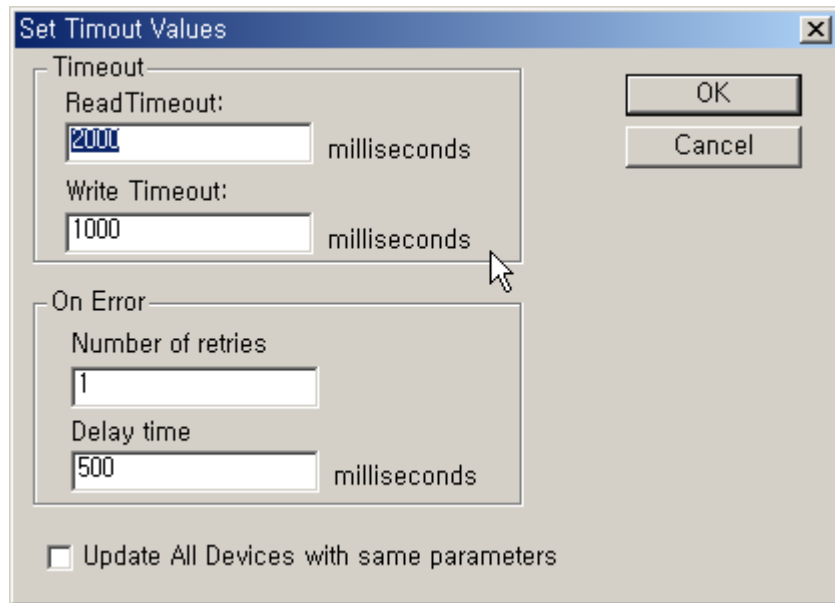 Set Timout Values
Timeout
ReadTimeout:
2000
milliseconds
Write Timeout:
1000
milliseconds
OK
Cancel
On Error
Number of retries
1
Delay time
500
milliseconds
Update All Devices with same parameters